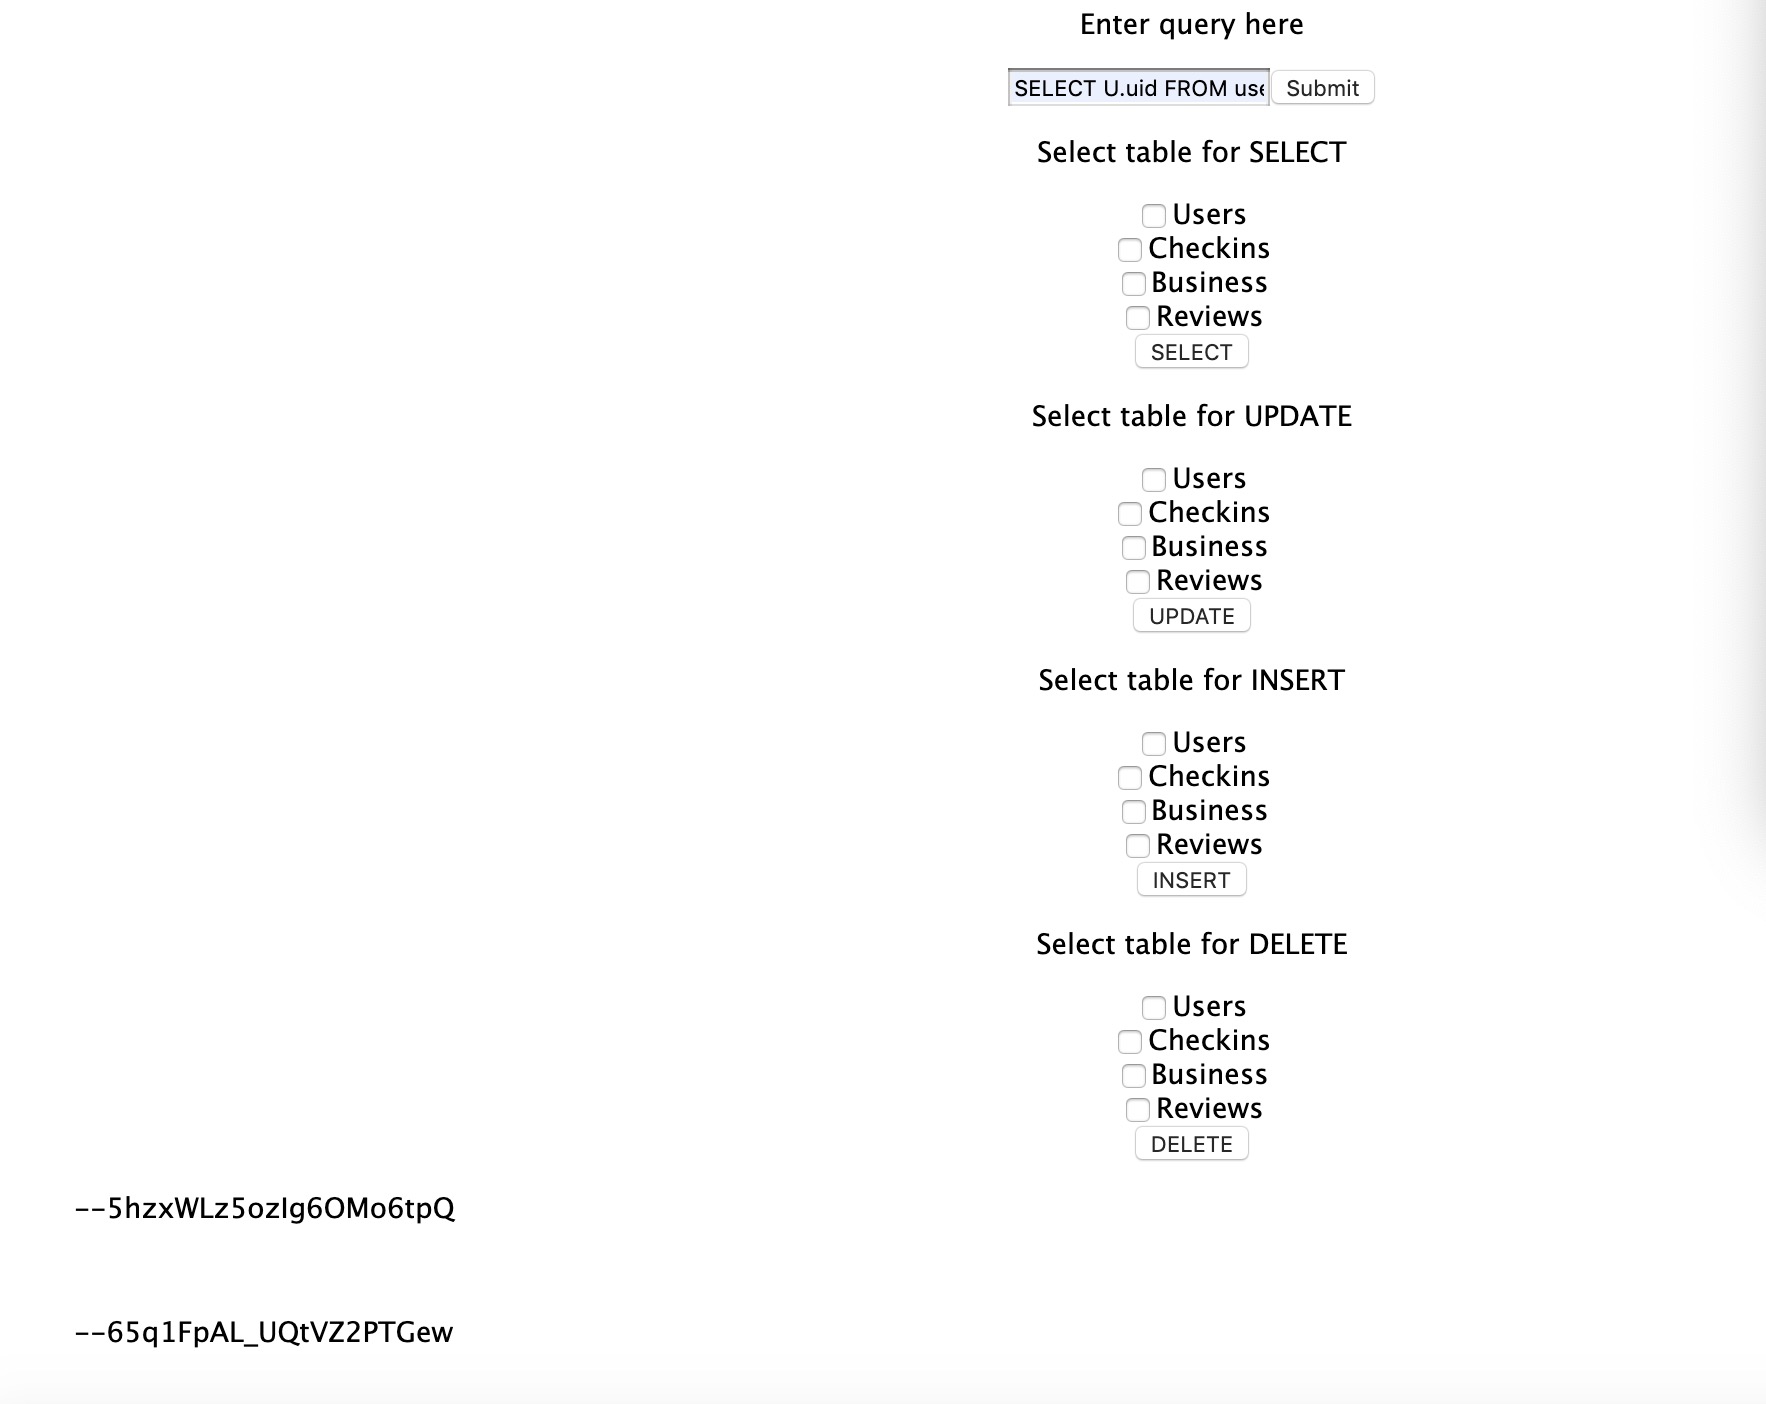 Enter query here
SELECT U.uid FROM use Submit
Select table for SELECT
Users
Checkins
Business
Reviews
SELECT
Select table for UPDATE
Users
Checkins
Business
Reviews
UPDATE
Select table for INSERT
Users
Checkins
Business
Reviews
INSERT
Select table for DELETE
Users
Checkins
Business
Reviews
DELETE
--5hzxWLz5ozIg6OMo6tpQ
--65q1FpAL_UQtVZ2PTGew